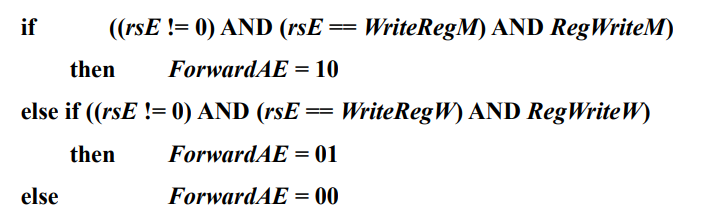 if ((rsE != 0) AND (rsE == WriteRegM) AND RegWriteM)
then ForwardAE = 10
else if ((rsE != 0) AND (rsE == WriteRegW) AND RegWriteW)
then ForwardAE = 01
else ForwardAE = 00